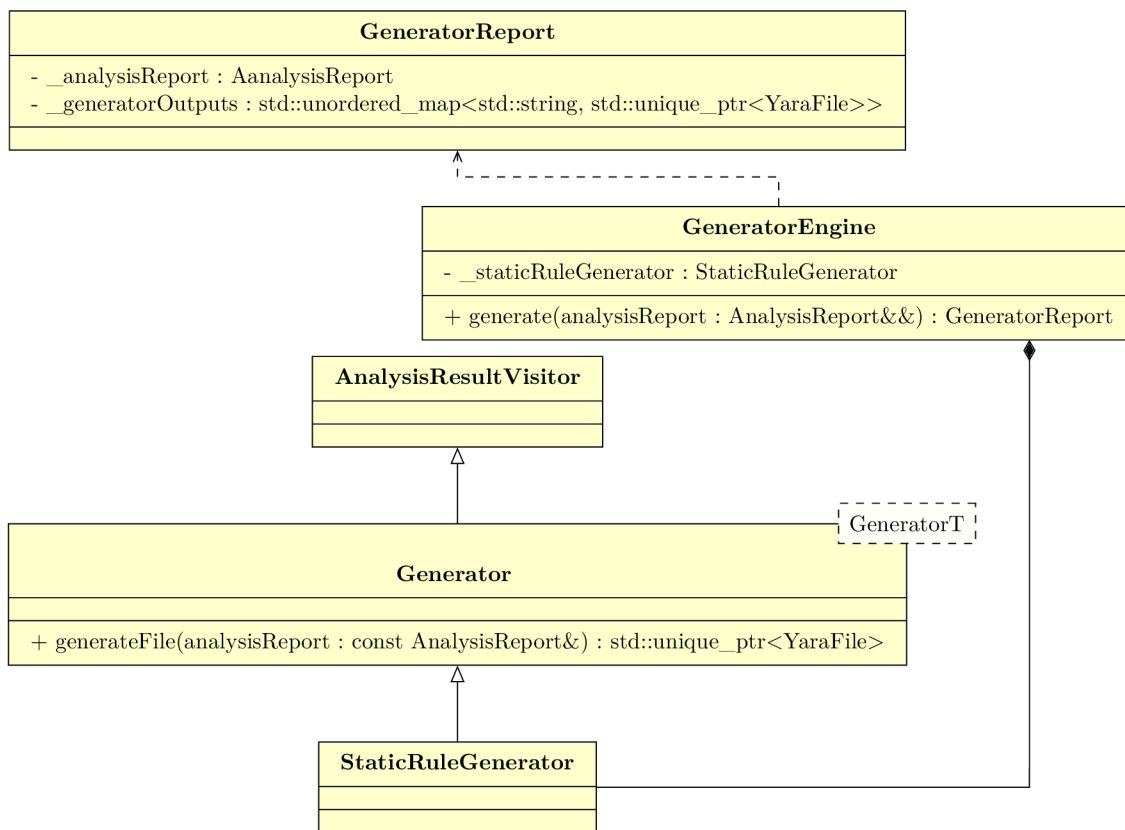 GeneratorReport
- _analysisReport : AanalysisReport
- _generatorOutputs : std::unordered_map<std::string, std::unique_ptr<YaraFile>>
GeneratorEngine
- _staticRuleGenerator : StaticRuleGenerator
+ generate(analysisReport : AnalysisReport&&) : GeneratorReport
AnalysisResultVisitor
GeneratorT
Generator
+ generateFile(analysisReport : const AnalysisReport&) : std::unique_ptr<YaraFile>
StaticRuleGenerator